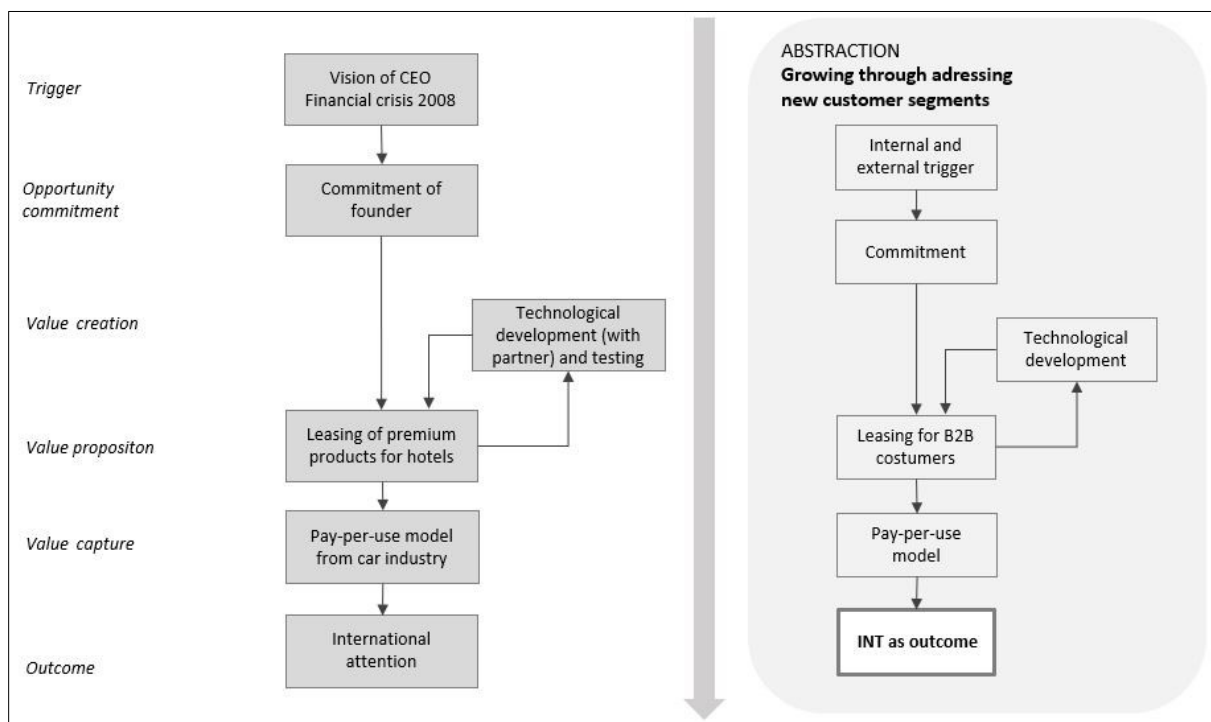 Trigger
Vision of CEO
Financial crisis 2008
Opportunity
commitment
Commitment of
founder
Value creation
Technological
development (with
partner) and testing
Value propositon
Leasing of premium
products for hotels
Value capture
Pay-per-use model
from car industry
Outcome
International
attention
ABSTRACTION
Growing through adressing
new customer segments
Internal and
external trigger
Commitment
Technological
development
Leasing for B2B
costumers
Pay-per-use
model
INT as outcome